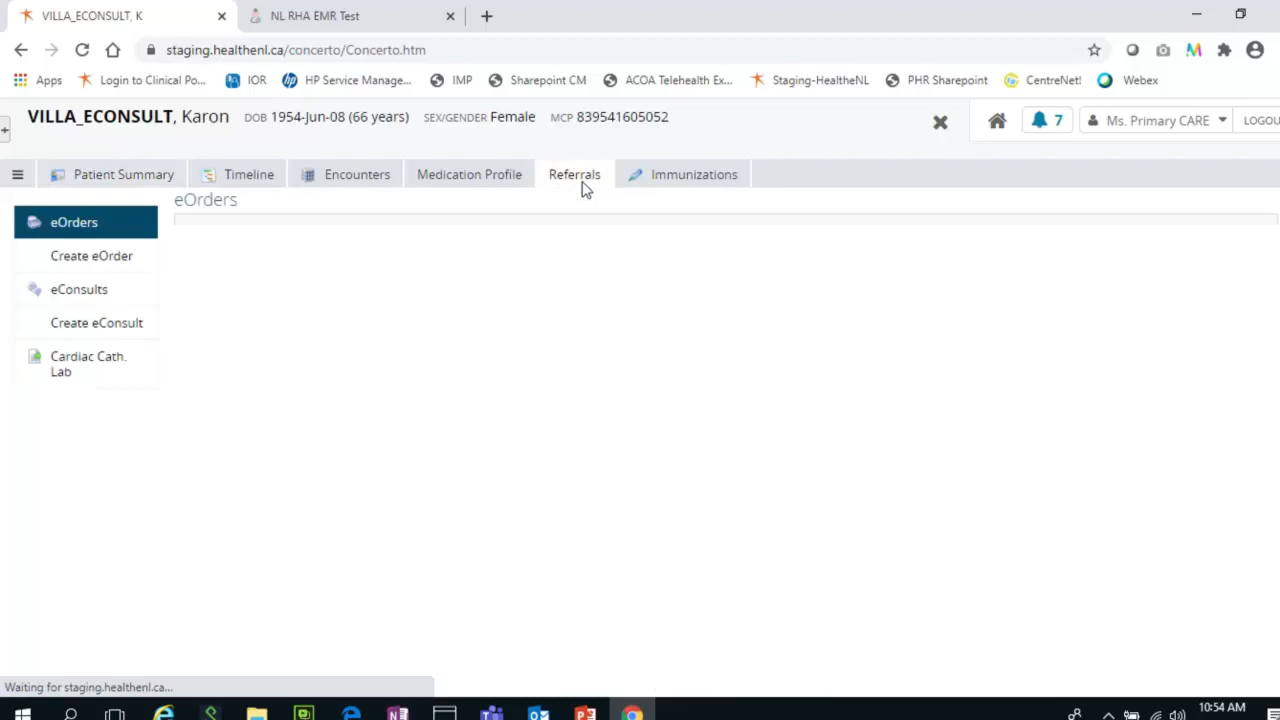 VILLA_ECONSULT, K
NL RHA EMR Test
staging.healthenl.ca/concerto/Concerto.htm
Apps
Login to Clinical Po...
IOR
HP Service Manage...
IMP
Sharepoint CM
ACOA Telehealth Ex...
Staging-HealtheNL
PHR Sharepoint
CentreNet!
Webex
VILLA_ECONSULT, Karon DOB 1954-Jun-08 (66 years) SEX/GENDER Female MCP 839541605052
7
Ms. Primary CARE
LOGOU
Patient Summary
Timeline
Encounters
Medication Profile
Referrals
Immunizations
eOrders
eOrders
Create eOrder
eConsults
Create eConsult
Cardiac Cath.
Lab
Waiting for staging.healthenl.ca...
10:54 AM